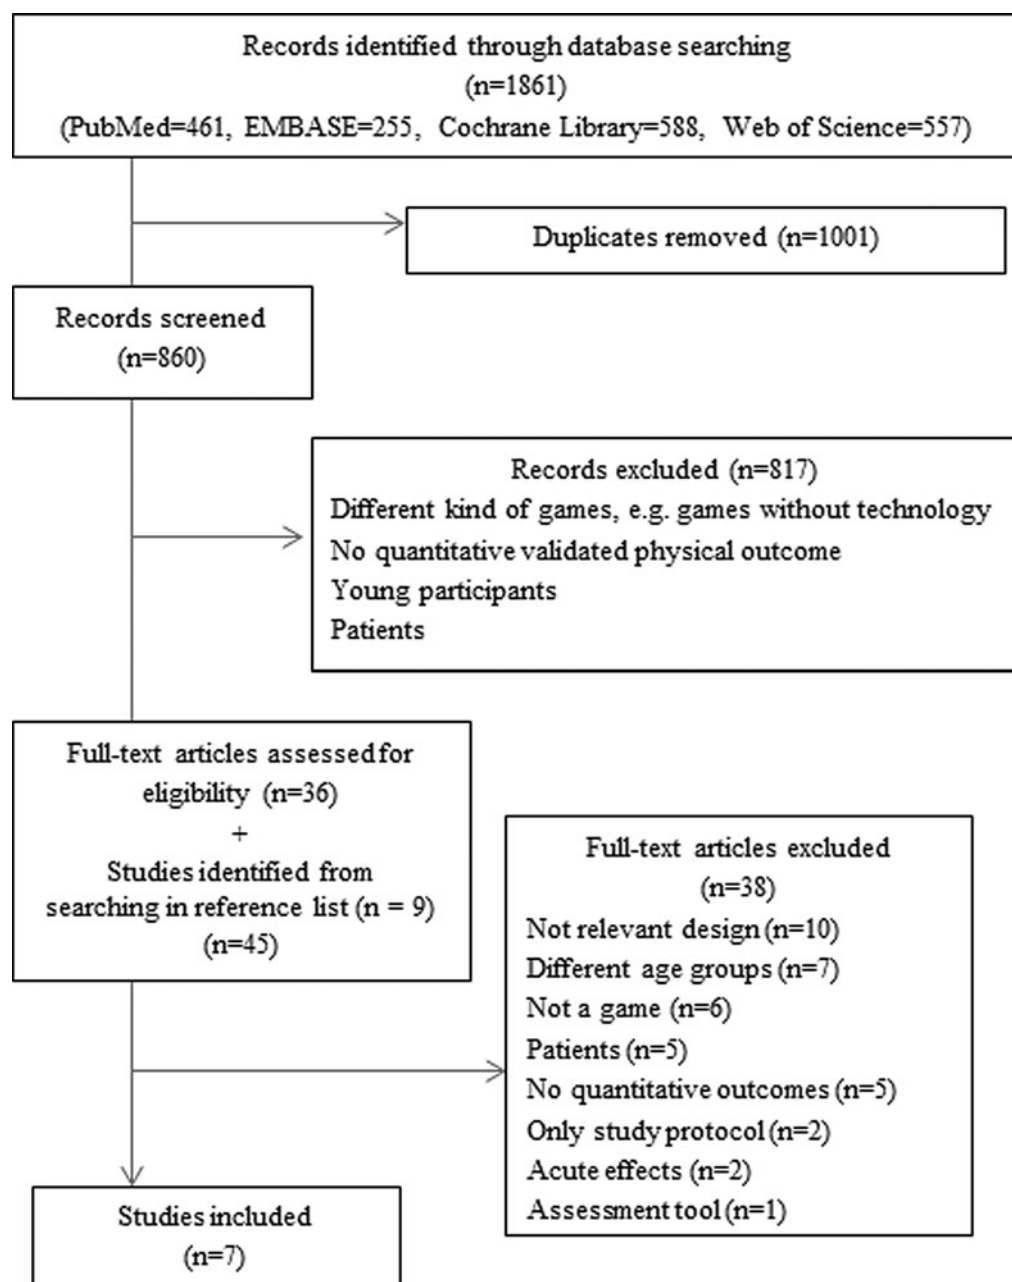 Records identified through database searching
(n=1861)
(PubMed=461, EMBASE=255, Cochrane Library=588, Web of Science=557)
Duplicates removed (n=1001)
Records screened
(n=860)
Records excluded (n=817)
Different kind of games, e.g. games without technology
No quantitative validated physical outcome
Young participants
Patients
Full-text articles assessed for
eligibility (n=36)
+
Studies identified from
searching in reference list (n = 9)
(n=45)
Full-text articles excluded
(n=38)
Not relevant design (n=10)
Different age groups (n=7)
Not a game (n=6)
Patients (n=5)
No quantitative outcomes (n=5)
Only study protocol (n=2)
Acute effects (n=2)
Assessment tool (n=1)
Studies included
(n=7)